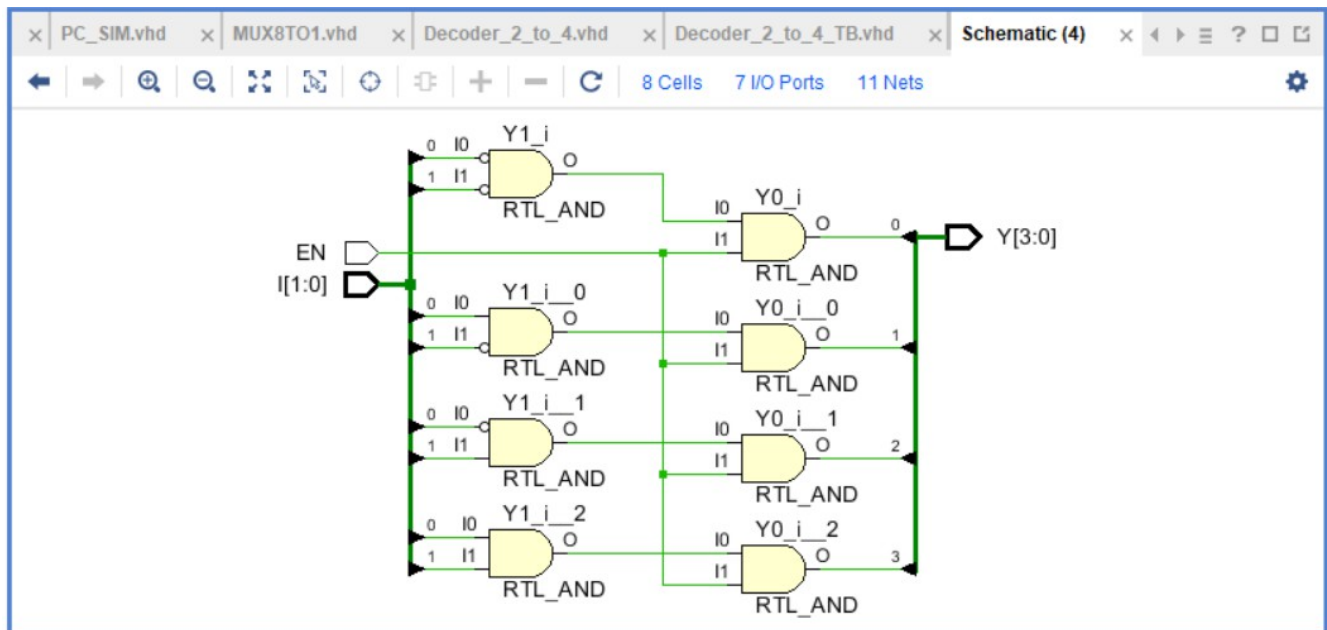 PC_SIM.vhd MUX8TO1.vhd Decoder_2_to_4.vhd Decoder_2_to_4_TB.vhd Schematic (4)
8 Cells 7 I/O Ports 11 Nets
Y1_i
0 I0 O
1 I1
RTL_AND
Y0_i
I0 O 0
I1
RTL_AND
Y[3:0]
EN
I[1:0]
Y1_i__0
0 I0 O
1 I1
RTL_AND
Y0_i__0
I0 O 1
I1
RTL_AND
Y1_i__1
0 I0 O
1 I1
RTL_AND
Y0_i__1
I0 O 2
I1
RTL_AND
Y1_i__2
0 I0 O
1 I1
RTL_AND
Y0_i__2
I0 O 3
I1
RTL_AND